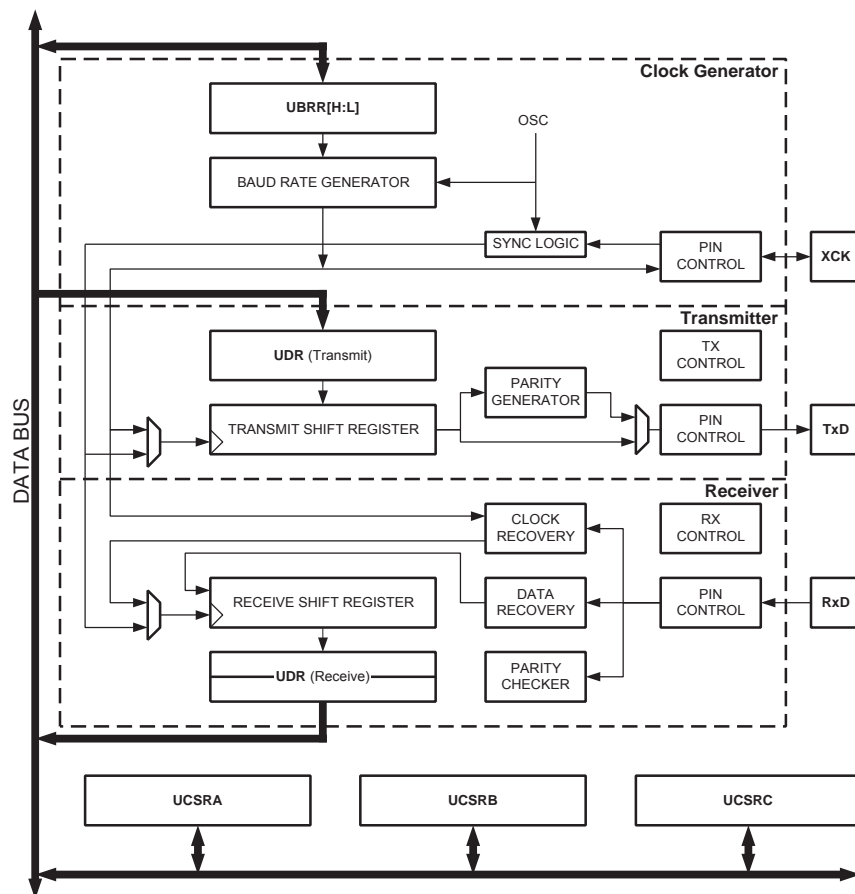 Clock Generator
UBRR[H:L]
OSC
BAUD RATE GENERATOR
SYNC LOGIC
PIN
CONTROL
XCK
Transmitter
UDR (Transmit)
TX
CONTROL
PARITY
GENERATOR
TRANSMIT SHIFT REGISTER
PIN
CONTROL
TxD
DATA BUS
Receiver
CLOCK
RECOVERY
RX
CONTROL
RECEIVE SHIFT REGISTER
DATA
RECOVERY
PIN
CONTROL
RxD
UDR (Receive)
PARITY
CHECKER
UCSRA
UCSRB
UCSRC